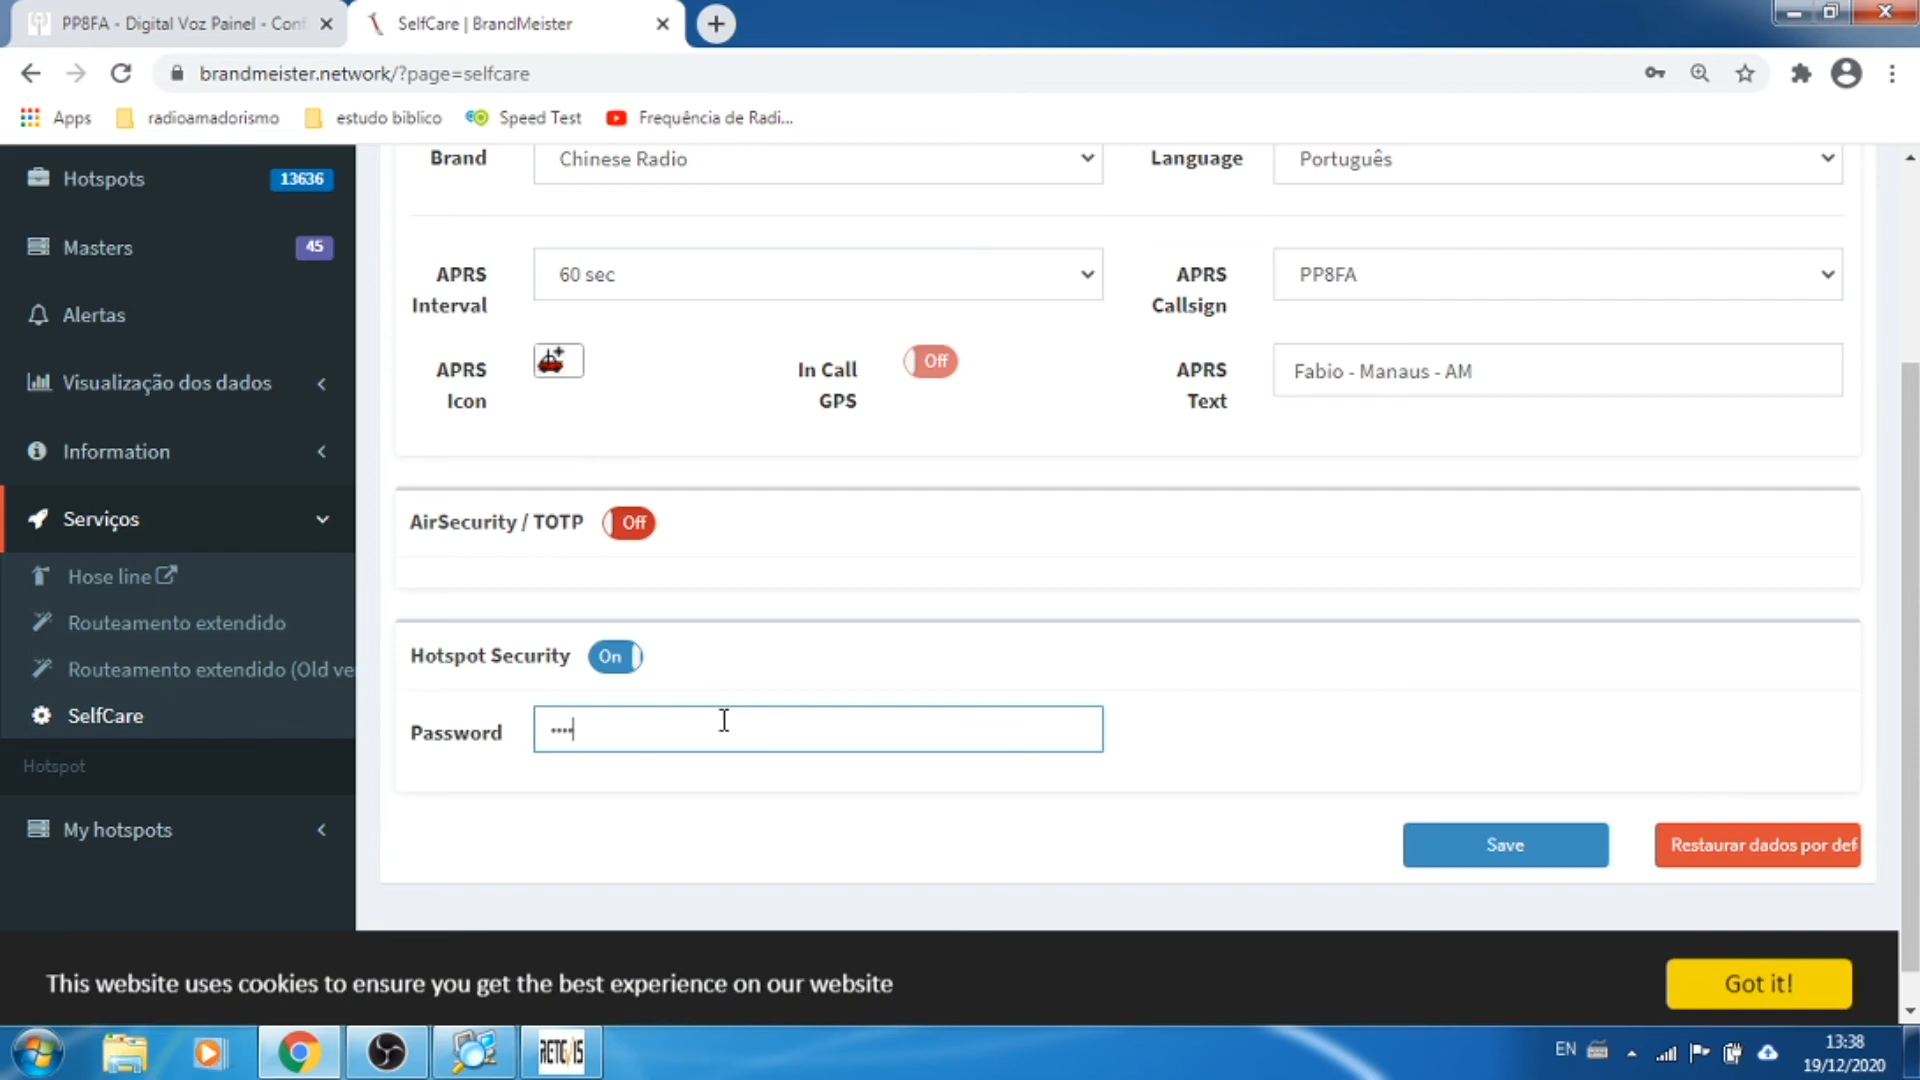 PP8FA - Digital Voz Painel - Conf
SelfCare | BrandMeister
brandmeister.network/?page=selfcare
Apps
radioamadorismo
estudo biblico
Speed Test
Frequência de Radi...
Hotspots
13636
Masters
45
Alertas
Visualização dos dados
Information
Serviços
Hose line
Routeamento extendido
Routeamento extendido (Old ve
SelfCare
Hotspot
My hotspots
Brand
Chinese Radio
Language
Português
APRS
Interval
60 sec
APRS
Callsign
PP8FA
APRS
Icon
In Call
GPS
Off
APRS
Text
Fabio - Manaus - AM
AirSecurity / TOTP
Off
Hotspot Security
On
Password
••••
Save
Restaurar dados por def
This website uses cookies to ensure you get the best experience on our website
Got it!
RETEVIS
EN
13:38
19/12/2020